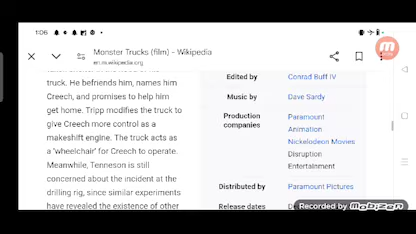 1:06
Monster Trucks (film) - Wikipedia
en.m.wikipedia.org
truck. He befriends him, names him
Creech, and promises to help him
get home. Tripp modifies the truck to
give Creech more control as a
makeshift engine. The truck acts as
a 'wheelchair' for Creech to operate.
Meanwhile, Tenneson is still
concerned about the incident at the
drilling rig, since similar experiments
have revealed the existence of other
Edited by Conrad Buff IV
Music by Dave Sardy
Production companies
Paramount
Animation
Nickelodeon Movies
Disruption
Entertainment
Distributed by Paramount Pictures
Release dates
Recorded by Mobizen